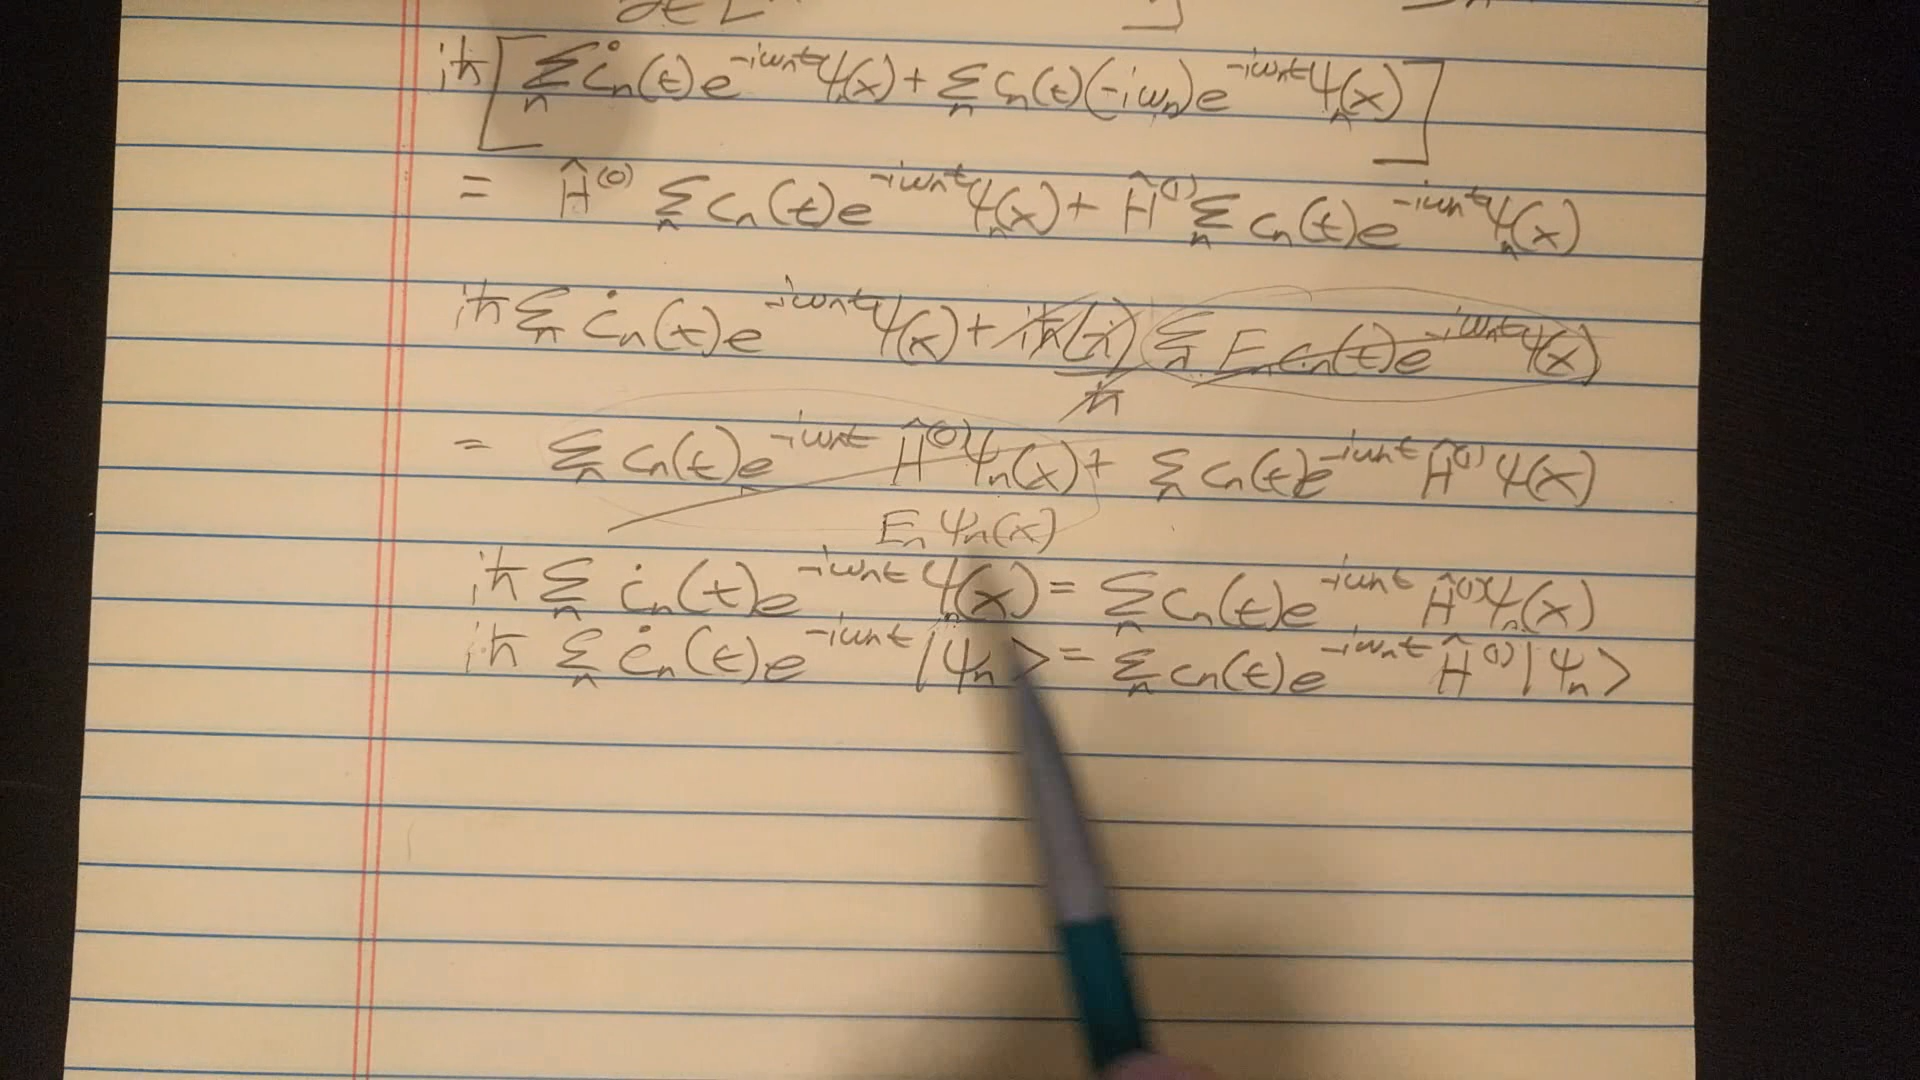 iħ[Σₙ ċₙ(t)e^(-iωₙt) ψₙ(x) + Σₙ cₙ(t)(-iωₙ)e^(-iωₙt) ψₙ(x)]
= Ĥ⁽⁰⁾ Σₙ cₙ(t)e^(-iωₙt) ψₙ(x) + Ĥ⁽¹⁾ Σₙ cₙ(t)e^(-iωₙt) ψₙ(x)
iħ Σₙ ċₙ(t)e^(-iωₙt) ψₙ(x) + iħ(-i)/ħ Σₙ Eₙ cₙ(t)e^(-iωₙt) ψ(x)
= Σₙ cₙ(t)e^(-iωₙt) Ĥ⁽⁰⁾ψₙ(x) + Σₙ cₙ(t)e^(-iωₙt) Ĥ⁽¹⁾ ψ(x)
Eₙ ψₙ(x)
iħ Σₙ ċₙ(t)e^(-iωₙt) ψₙ(x) = Σₙ cₙ(t)e^(-iωₙt) Ĥ⁽¹⁾ψₙ(x)
iħ Σₙ ċₙ(t)e^(-iωₙt) |ψₙ> = Σₙ cₙ(t)e^(-iωₙt) Ĥ⁽¹⁾|ψₙ>